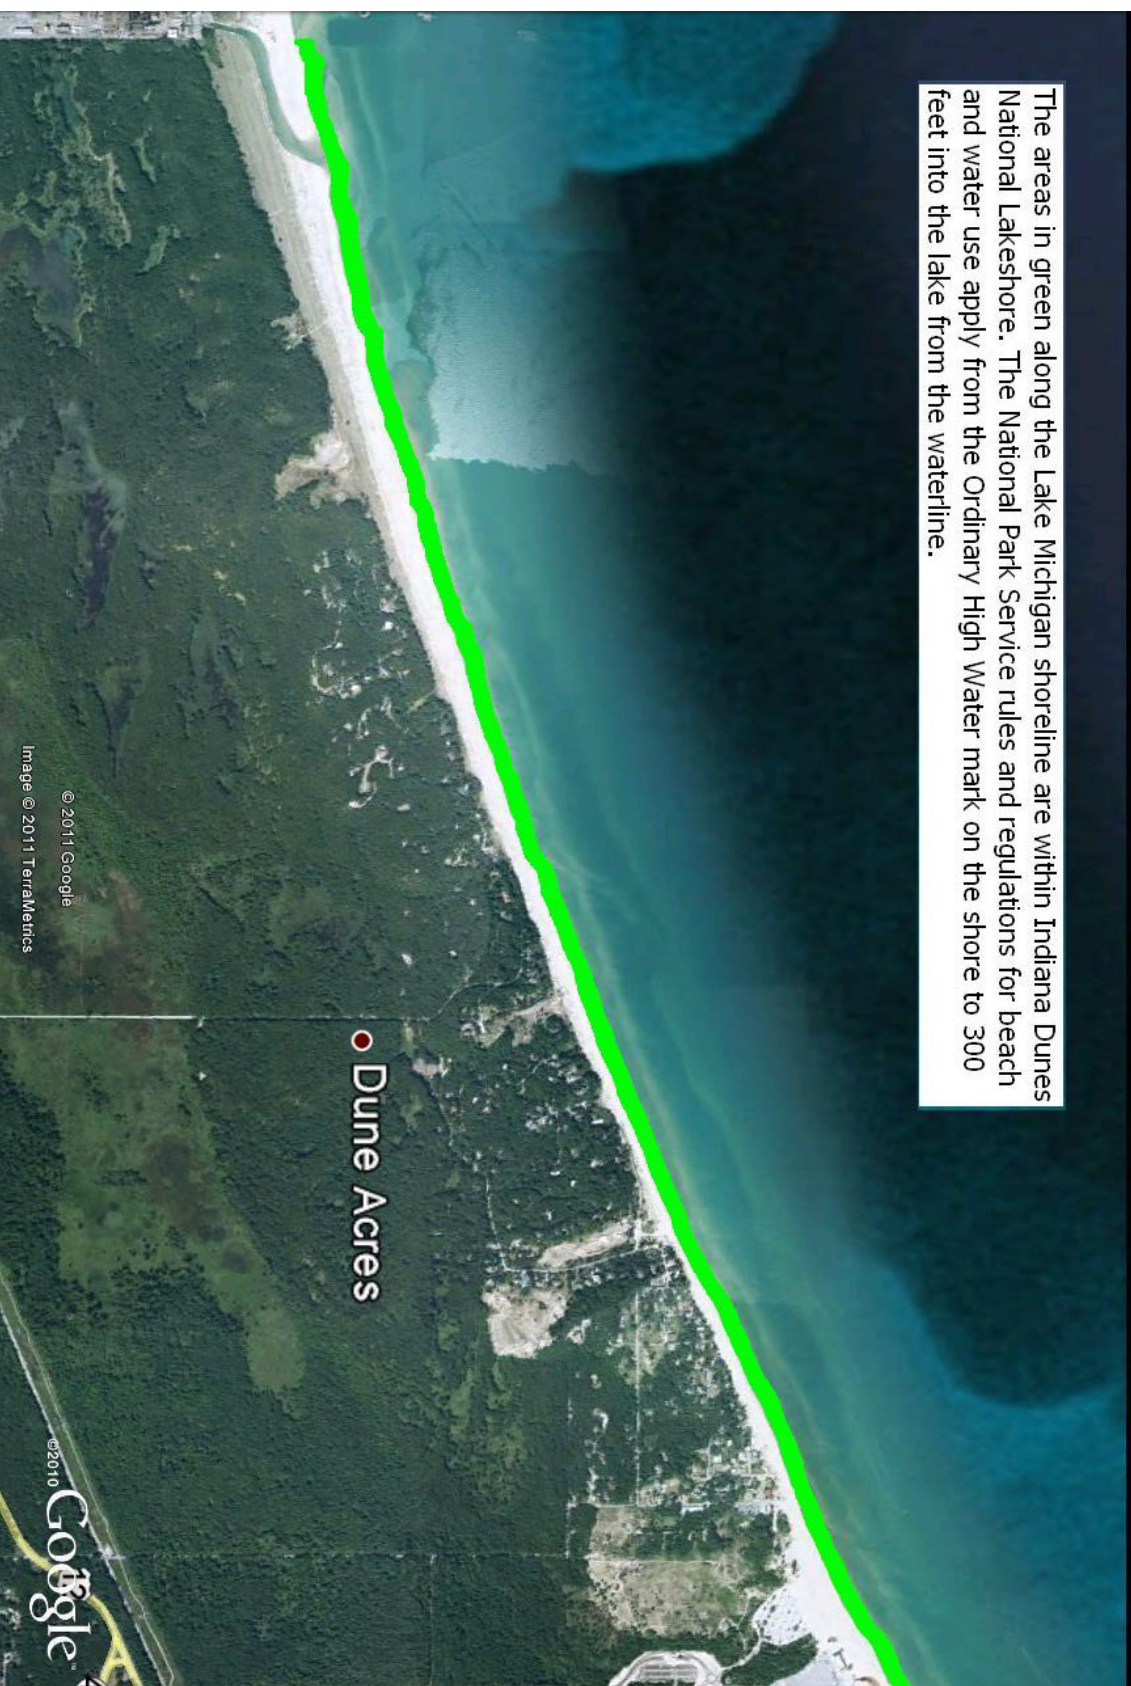 The areas in green along the Lake Michigan shoreline are within Indiana Dunes
National Lakeshore. The National Park Service rules and regulations for beach
and water use apply from the Ordinary High Water mark on the shore to 300
feet into the lake from the waterline.
Dune Acres
© 2011 Google
Image © 2011 TerraMetrics
©2010 Google™